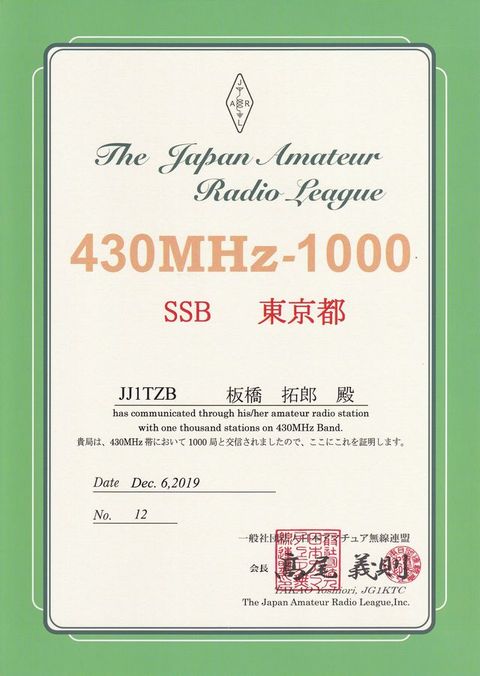 J
A R
L
The Japan Amateur
Radio League
430MHz-1000
SSB 東京都
JJ1TZB 板橋 拓郎 殿
has communicated through his/her amateur radio station
with one thousand stations on 430MHz Band.
貴局は、430MHz帯において1000局と交信されましたので、ここにこれを証明します。
Date Dec. 6,2019
No. 12
一般社団法人日本アマチュア無線連盟
会長 髙尾 義則
TAKAO Yoshinori, JG1KTC
The Japan Amateur Radio League,Inc.